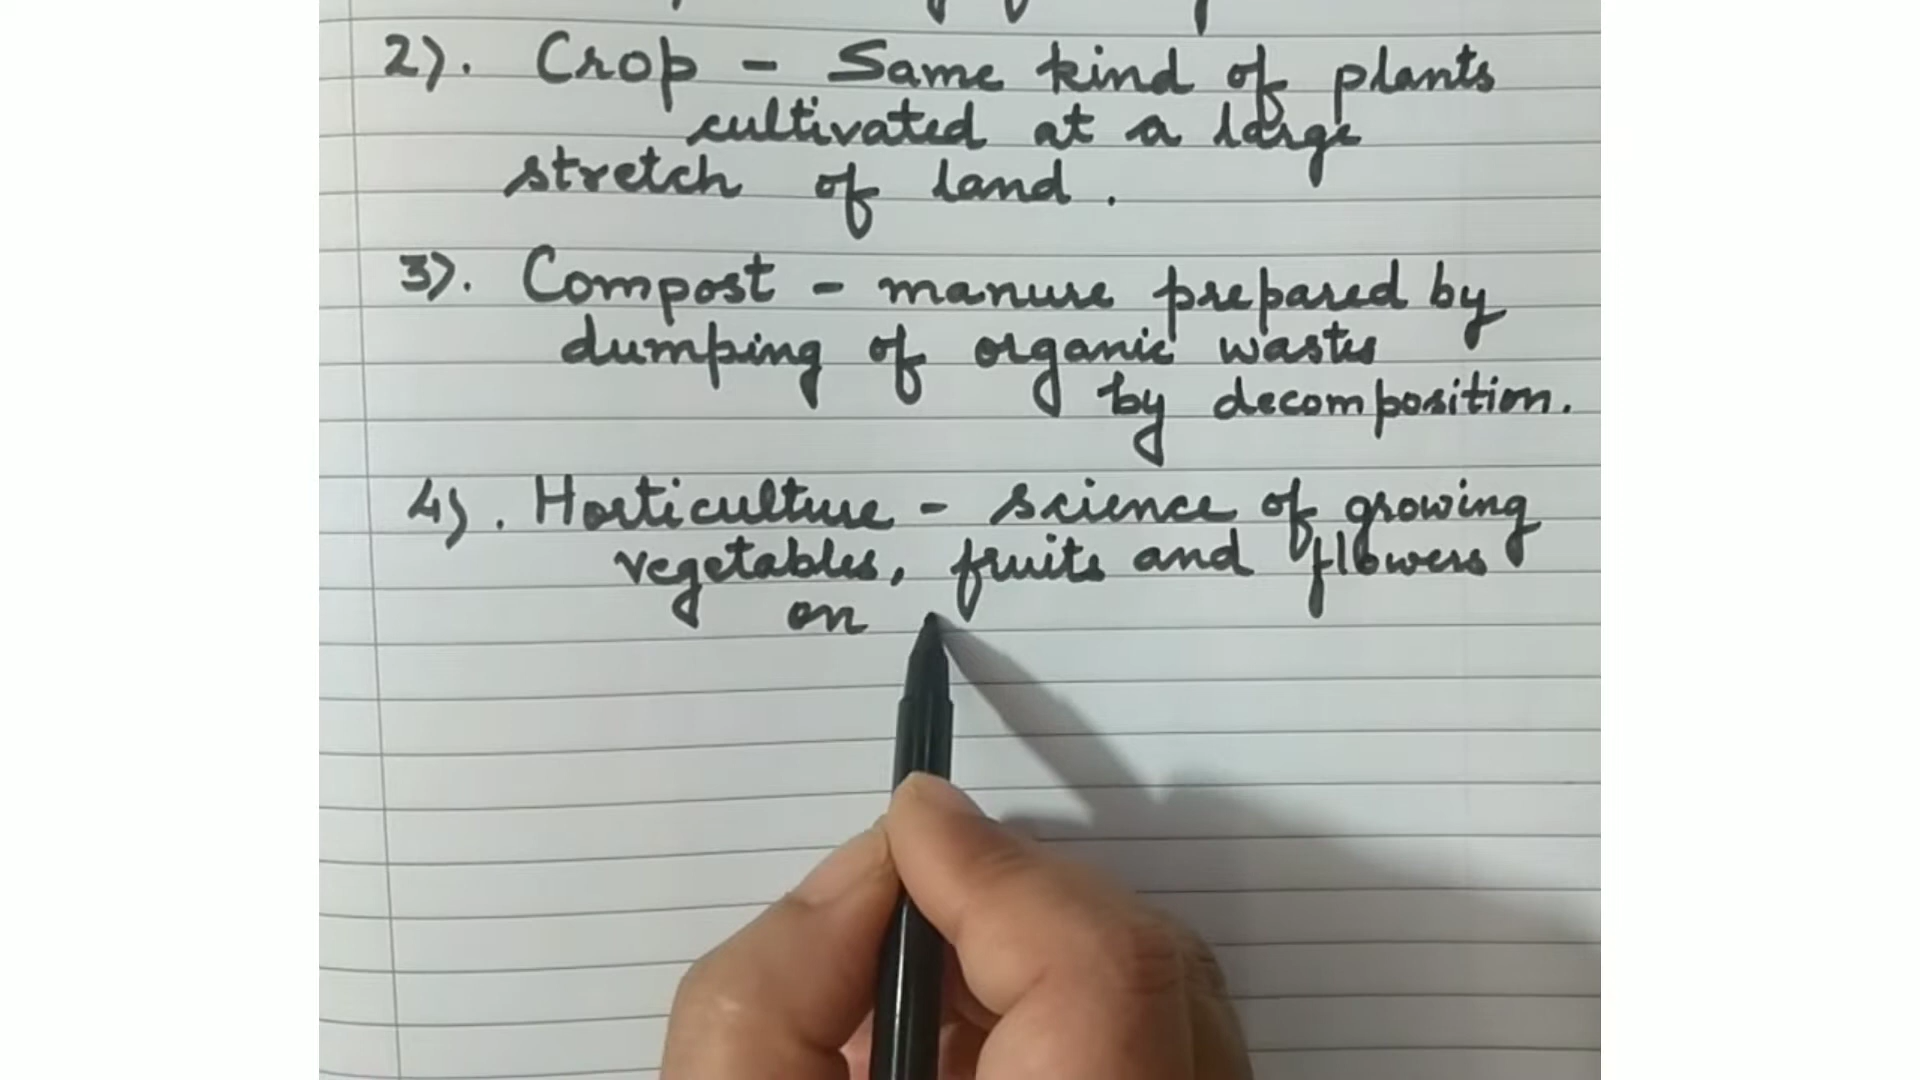 2). Crop - Same kind of plants
cultivated at a large
stretch of land.
3). Compost - manure prepared by
dumping of organic wastes
by decomposition.
4). Horticulture - science of growing
vegetables, fruits and flowers
on